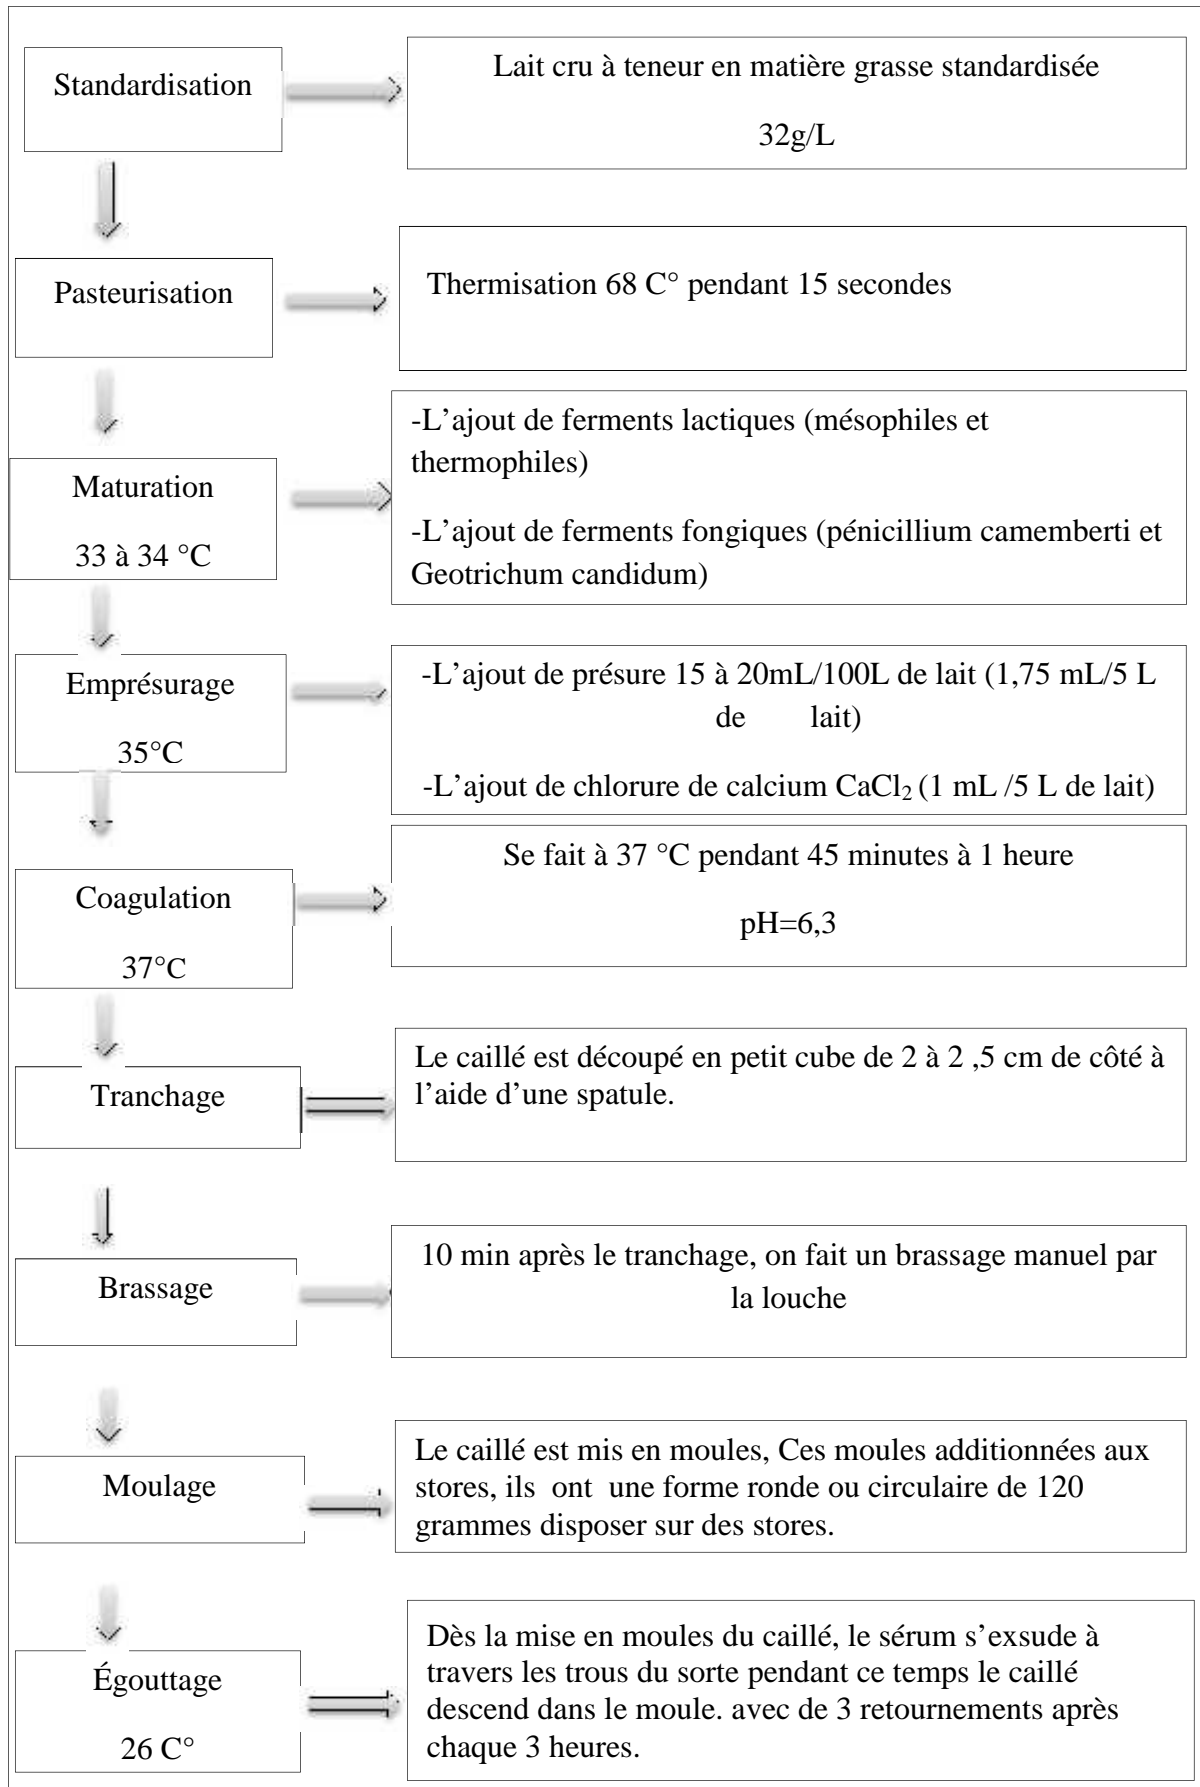 Standardisation
Lait cru à teneur en matière grasse standardisée
32g/L
Pasteurisation
Thermisation 68 C° pendant 15 secondes
Maturation
33 à 34 °C
-L’ajout de ferments lactiques (mésophiles et
thermophiles)
-L’ajout de ferments fongiques (pénicillium camemberti et
Geotrichum candidum)
Emprésurage
35°C
-L’ajout de présure 15 à 20mL/100L de lait (1,75 mL/5 L
de lait)
-L’ajout de chlorure de calcium CaCl₂ (1 mL /5 L de lait)
Coagulation
37°C
Se fait à 37 °C pendant 45 minutes à 1 heure
pH=6,3
Tranchage
Le caillé est découpé en petit cube de 2 à 2 ,5 cm de côté à
l’aide d’une spatule.
Brassage
10 min après le tranchage, on fait un brassage manuel par
la louche
Moulage
Le caillé est mis en moules, Ces moules additionnées aux
stores, ils ont une forme ronde ou circulaire de 120
grammes disposer sur des stores.
Égouttage
26 C°
Dès la mise en moules du caillé, le sérum s’exsude à
travers les trous du sorte pendant ce temps le caillé
descend dans le moule. avec de 3 retournements après
chaque 3 heures.